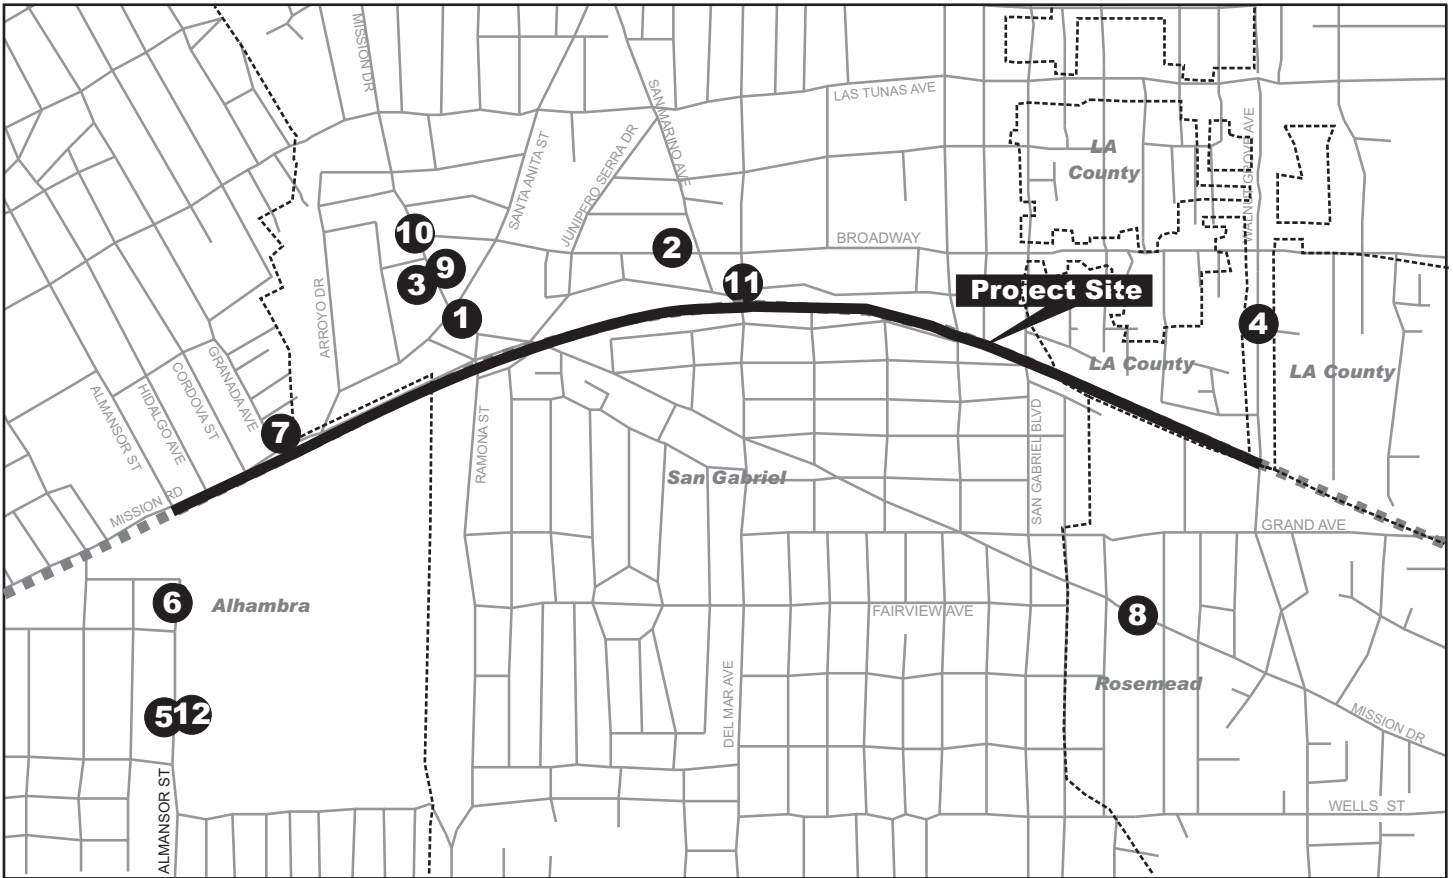 MISSION DR
SAN MARINO AVE
LAS TUNAS AVE
WALNUT GROVE AVE
SANTA ANITA ST
JUNIPERO SERRA DR
LA
County
10
2
BROADWAY
9
3
11
Project Site
1
4
ARROYO DR
GRANADA AVE
CORDOVA ST
HIDALGO AVE
ALMANSOR ST
LA County
LA County
7
RAMONA ST
SAN GABRIEL BLVD
San Gabriel
MISSION RD
GRAND AVE
6
Alhambra
FAIRVIEW AVE
8
DEL MAR AVE
Rosemead
5
12
MISSION DR
ALMANSOR ST
WELLS ST